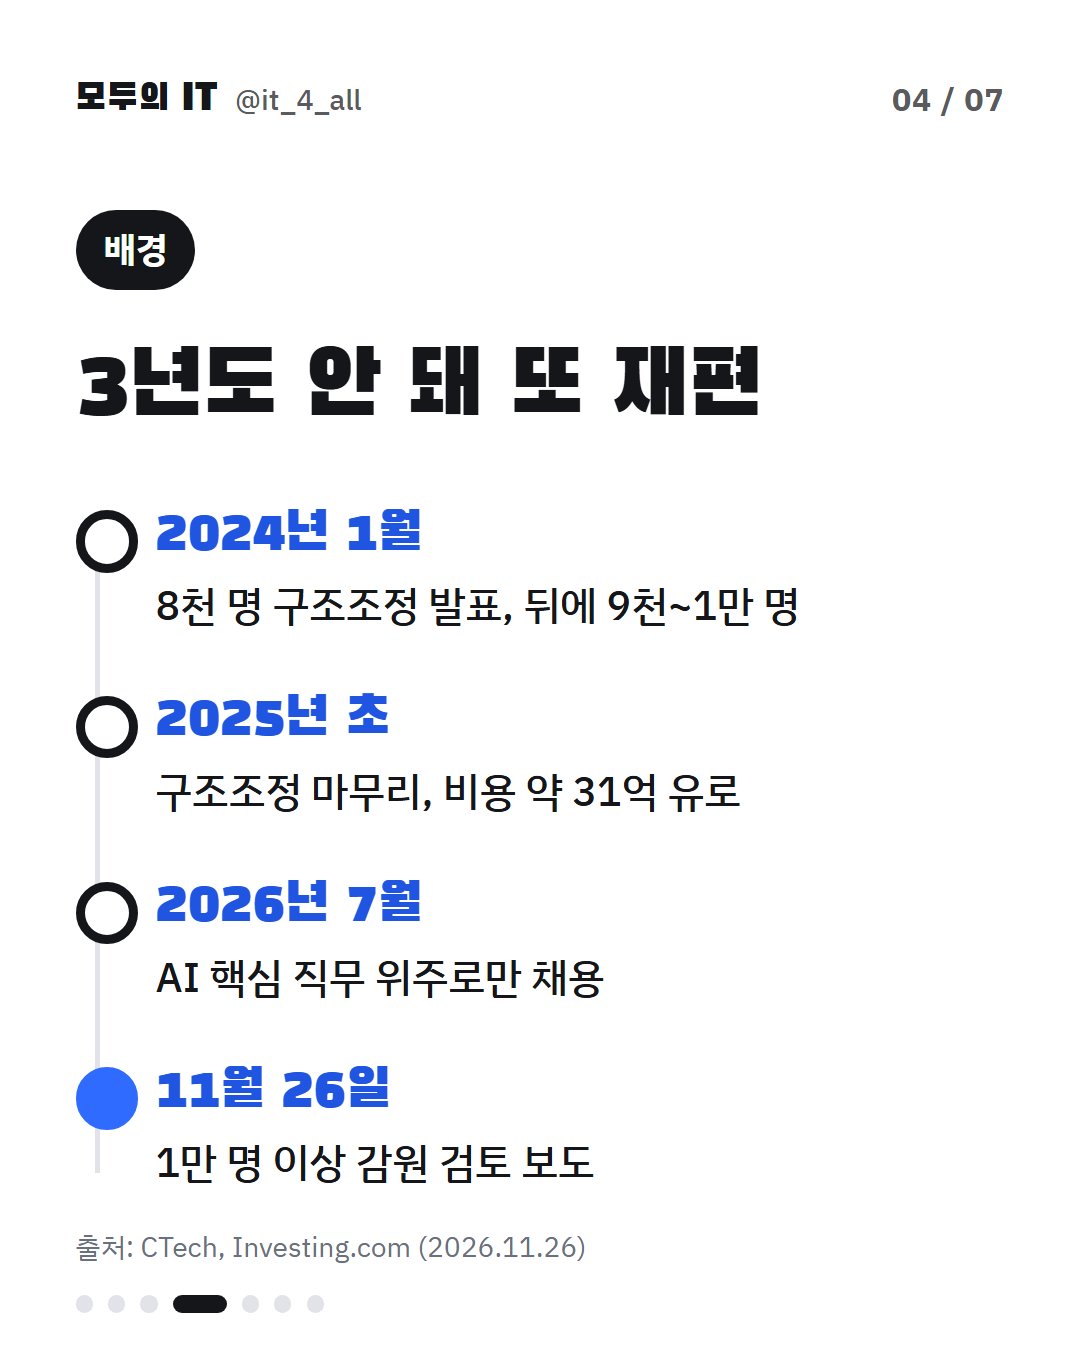 모두의 IT @it_4_all 04 / 07
배경
3년도 안 돼 또 재편
2024년 1월
8천 명 구조조정 발표, 뒤에 9천~1만 명
2025년 초
구조조정 마무리, 비용 약 31억 유로
2026년 7월
AI 핵심 직무 위주로만 채용
11월 26일
1만 명 이상 감원 검토 보도
출처: CTech, Investing.com (2026.11.26)